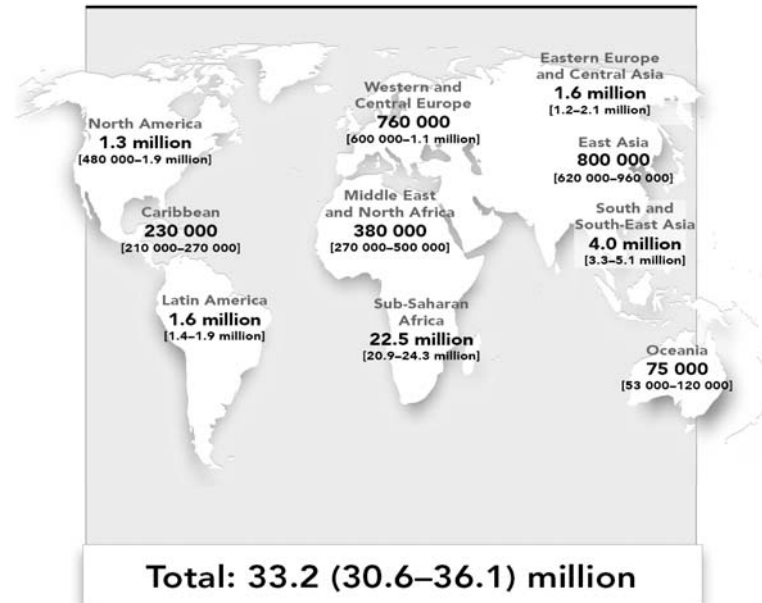 Eastern Europe
and Central Asia
1.6 million
[1.2–2.1 million]
Western and
Central Europe
760 000
[600 000–1.1 million]
North America
1.3 million
[480 000–1.9 million]
East Asia
800 000
[620 000–960 000]
Middle East
and North Africa
380 000
[270 000–500 000]
Caribbean
230 000
[210 000–270 000]
South and
South-East Asia
4.0 million
[3.3–5.1 million]
Latin America
1.6 million
[1.4–1.9 million]
Sub-Saharan
Africa
22.5 million
[20.9–24.3 million]
Oceania
75 000
[53 000–120 000]
Total: 33.2 (30.6–36.1) million